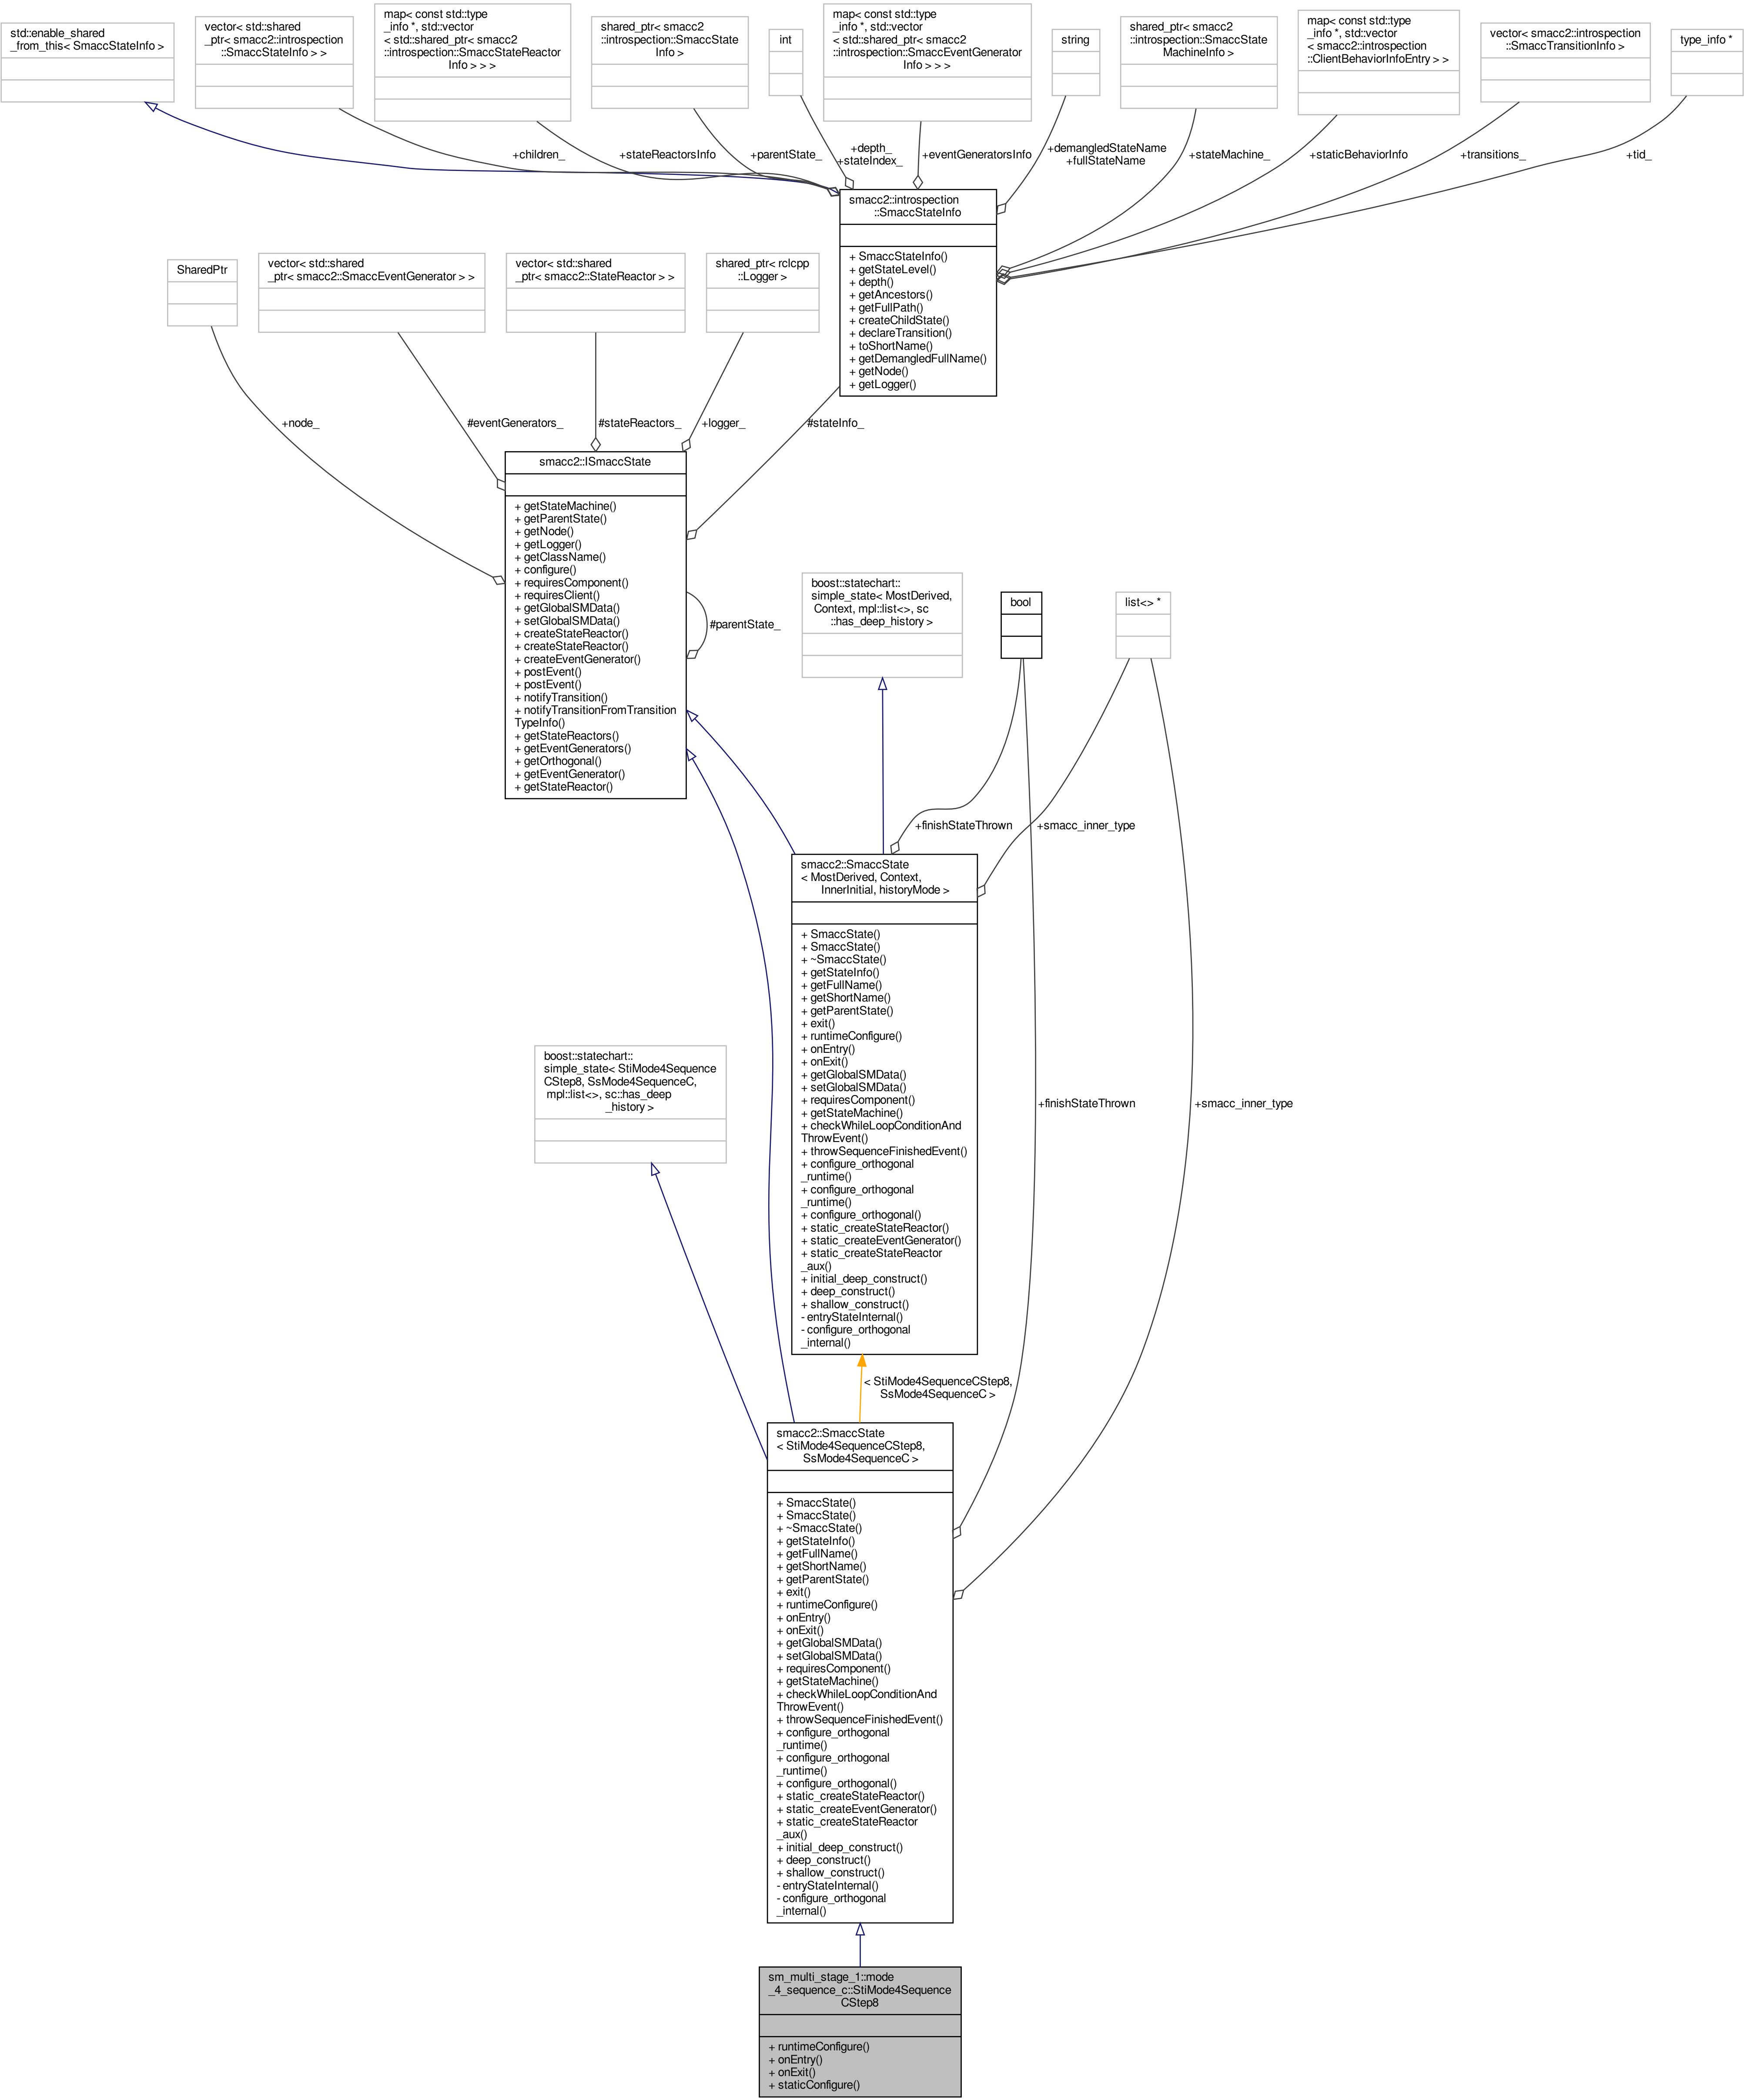 std::enable_shared
_from_this< SmaccStateInfo >
vector< std::shared
_ptr< smacc2::introspection
::SmaccStateInfo > >
map< const std::type
_info *, std::vector
< std::shared_ptr< smacc2
::introspection::SmaccStateReactor
Info > > >
shared_ptr< smacc2
::introspection::SmaccState
Info >
int
map< const std::type
_info *, std::vector
< std::shared_ptr< smacc2
::introspection::SmaccEventGenerator
Info > > >
string
shared_ptr< smacc2
::introspection::SmaccState
MachineInfo >
map< const std::type
_info *, std::vector
< smacc2::introspection
::ClientBehaviorInfoEntry > >
vector< smacc2::introspection
::SmaccTransitionInfo >
type_info *
+children_
+stateReactorsInfo
+parentState_
+depth_
+stateIndex_
+eventGeneratorsInfo
+demangledStateName
+fullStateName
+stateMachine_
+staticBehaviorInfo
+transitions_
+tid_
smacc2::introspection
::SmaccStateInfo
+ SmaccStateInfo()
+ getStateLevel()
+ depth()
+ getAncestors()
+ getFullPath()
+ createChildState()
+ declareTransition()
+ toShortName()
+ getDemangledFullName()
+ getNode()
+ getLogger()
SharedPtr
vector< std::shared
_ptr< smacc2::SmaccEventGenerator > >
vector< std::shared
_ptr< smacc2::StateReactor > >
shared_ptr< rclcpp
::Logger >
+node_
#eventGenerators_
#stateReactors_
+logger_
#stateInfo_
smacc2::ISmaccState
+ getStateMachine()
+ getParentState()
+ getNode()
+ getLogger()
+ getClassName()
+ configure()
+ requiresComponent()
+ requiresClient()
+ getGlobalSMData()
+ setGlobalSMData()
+ createStateReactor()
+ createStateReactor()
+ createEventGenerator()
+ postEvent()
+ postEvent()
+ notifyTransition()
+ notifyTransitionFromTransition
TypeInfo()
+ getStateReactors()
+ getEventGenerators()
+ getOrthogonal()
+ getEventGenerator()
+ getStateReactor()
#parentState_
boost::statechart::
simple_state< MostDerived,
Context, mpl::list<>, sc
::has_deep_history >
bool
list<> *
+finishStateThrown
+smacc_inner_type
smacc2::SmaccState
< MostDerived, Context,
InnerInitial, historyMode >
+ SmaccState()
+ SmaccState()
+ ~SmaccState()
+ getStateInfo()
+ getFullName()
+ getShortName()
+ getParentState()
+ exit()
+ runtimeConfigure()
+ onEntry()
+ onExit()
+ getGlobalSMData()
+ setGlobalSMData()
+ requiresComponent()
+ getStateMachine()
+ checkWhileLoopConditionAnd
ThrowEvent()
+ throwSequenceFinishedEvent()
+ configure_orthogonal
_runtime()
+ configure_orthogonal
_runtime()
+ configure_orthogonal()
+ static_createStateReactor()
+ static_createEventGenerator()
+ static_createStateReactor
_aux()
+ initial_deep_construct()
+ deep_construct()
+ shallow_construct()
- entryStateInternal()
- configure_orthogonal
_internal()
boost::statechart::
simple_state< StiMode4Sequence
CStep8, SsMode4SequenceC,
mpl::list<>, sc::has_deep
_history >
+finishStateThrown
+smacc_inner_type
< StiMode4SequenceCStep8,
SsMode4SequenceC >
smacc2::SmaccState
< StiMode4SequenceCStep8,
SsMode4SequenceC >
+ SmaccState()
+ SmaccState()
+ ~SmaccState()
+ getStateInfo()
+ getFullName()
+ getShortName()
+ getParentState()
+ exit()
+ runtimeConfigure()
+ onEntry()
+ onExit()
+ getGlobalSMData()
+ setGlobalSMData()
+ requiresComponent()
+ getStateMachine()
+ checkWhileLoopConditionAnd
ThrowEvent()
+ throwSequenceFinishedEvent()
+ configure_orthogonal
_runtime()
+ configure_orthogonal
_runtime()
+ configure_orthogonal()
+ static_createStateReactor()
+ static_createEventGenerator()
+ static_createStateReactor
_aux()
+ initial_deep_construct()
+ deep_construct()
+ shallow_construct()
- entryStateInternal()
- configure_orthogonal
_internal()
sm_multi_stage_1::mode
_4_sequence_c::StiMode4Sequence
CStep8
+ runtimeConfigure()
+ onEntry()
+ onExit()
+ staticConfigure()